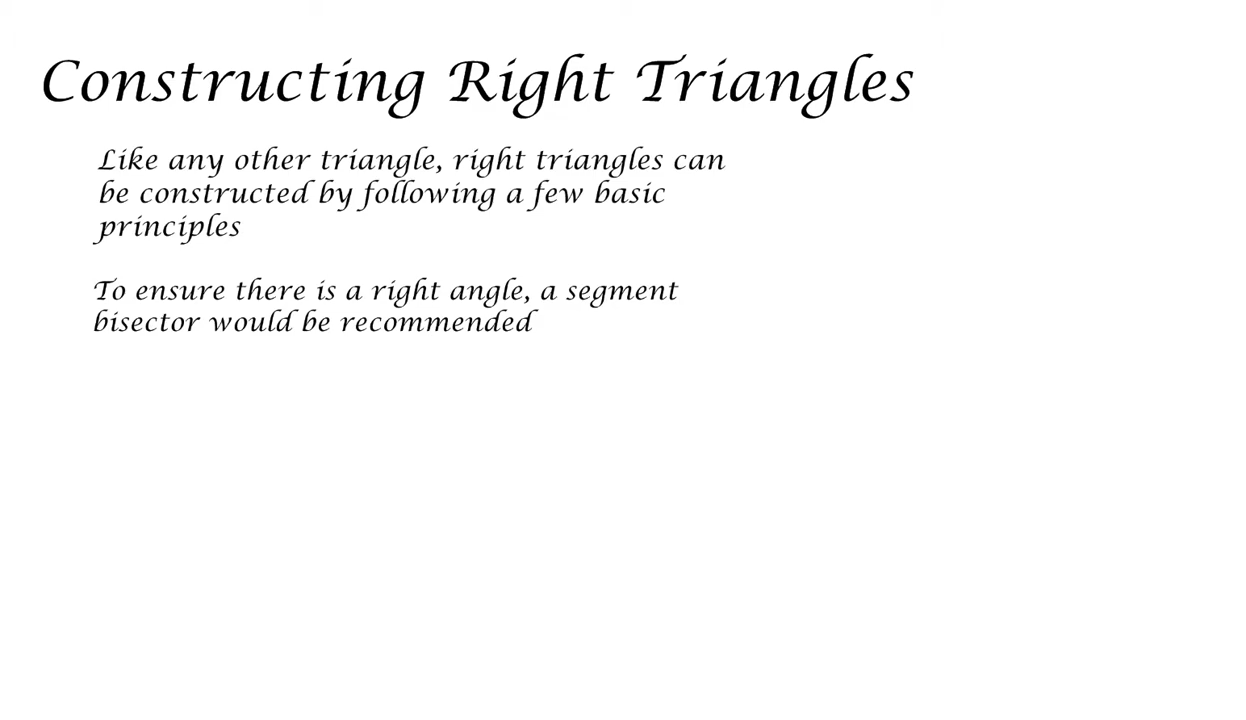 Constructing Right Triangles
Like any other triangle, right triangles can
be constructed by following a few basic
principles
To ensure there is a right angle, a segment
bisector would be recommended